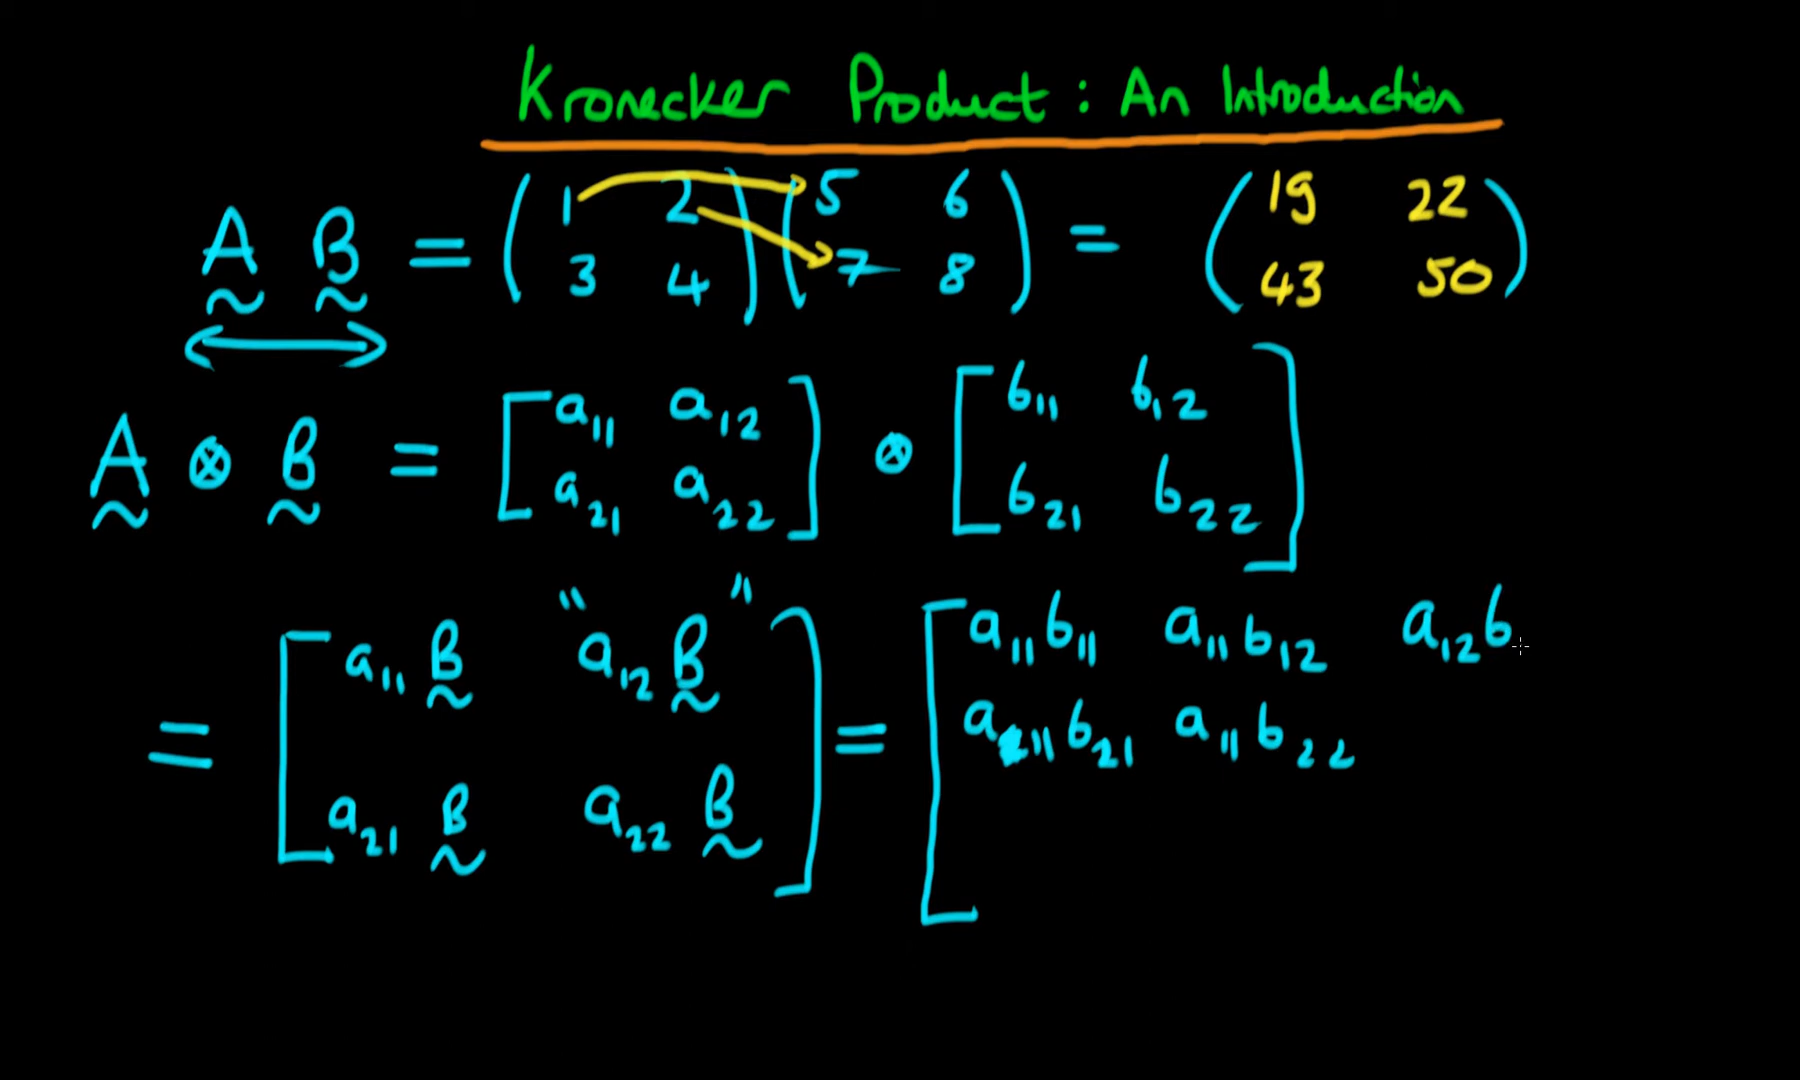 Kronecker Product : An Introduction
A B = ( 1 2 ) ( 5 6 ) = ( 19 22 )
3 4 7 8 43 50
A ⊗ B = [ a11 a12 ] ⊗ [ b11 b12 ]
a21 a22 b21 b22
= [ a11 B "a12 B" ] = [ a11b11 a11b12 a12b
a11b21 a11b22
a21 B a22 B